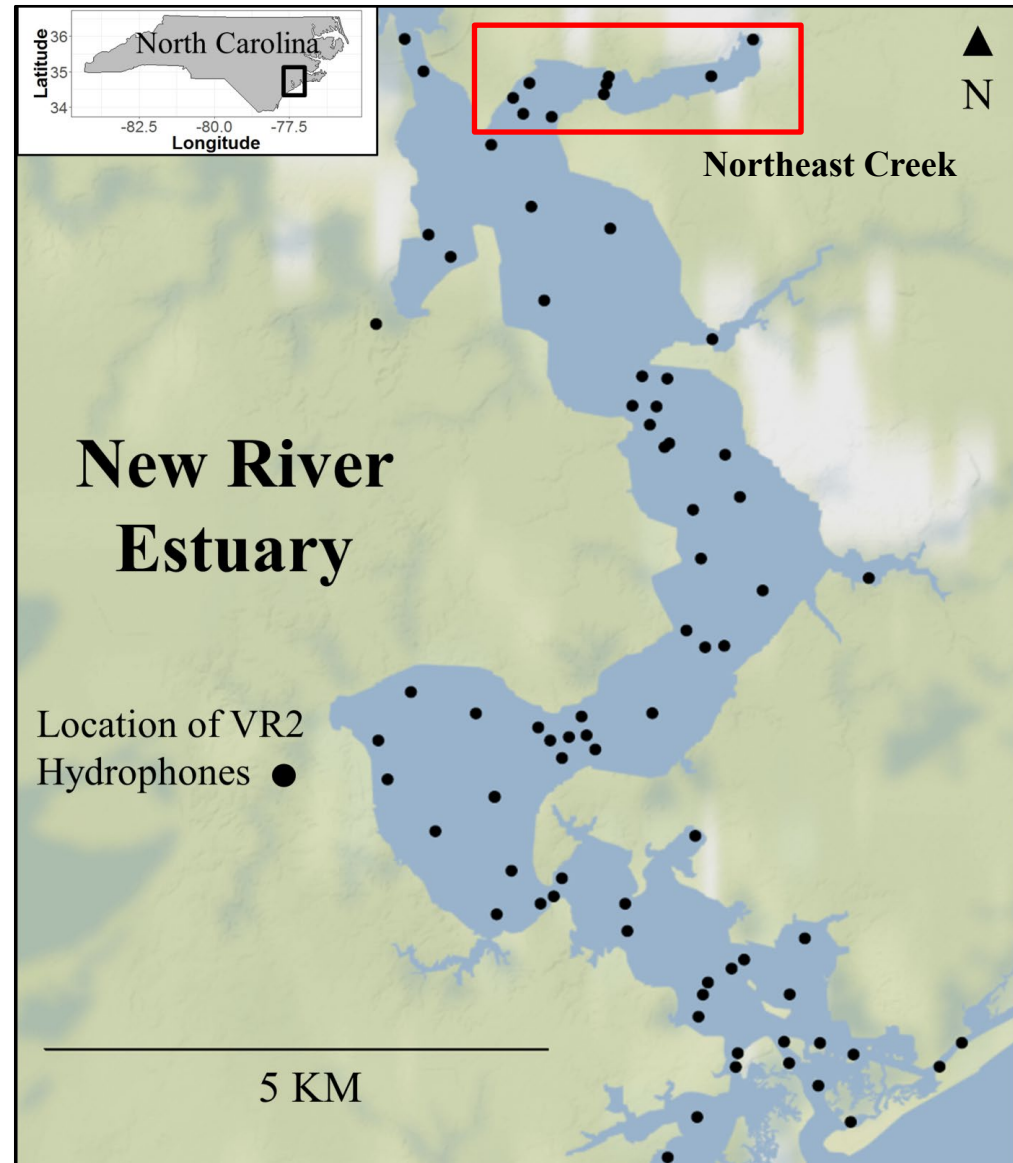 North Carolina
Latitude
36
35
34
-82.5
-80.0
-77.5
Longitude
N
Northeast Creek
New River
Estuary
Location of VR2
Hydrophones
5 KM